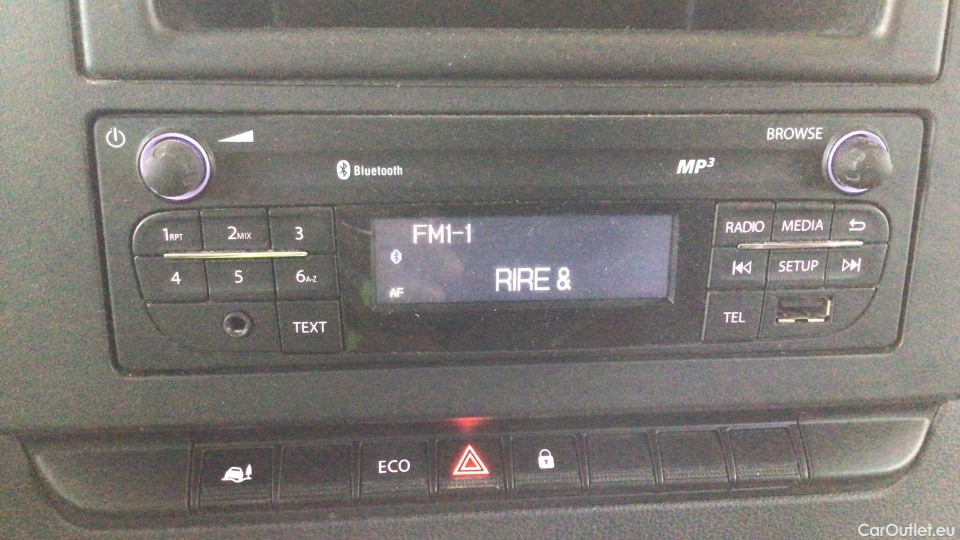 BROWSE
Bluetooth
MP3
1RPT 2MIX 3
FM1-1
RADIO MEDIA
4 5 6A-Z
RIRE &
SETUP
AF
TEXT
TEL
ECO
CarOutlet.eu